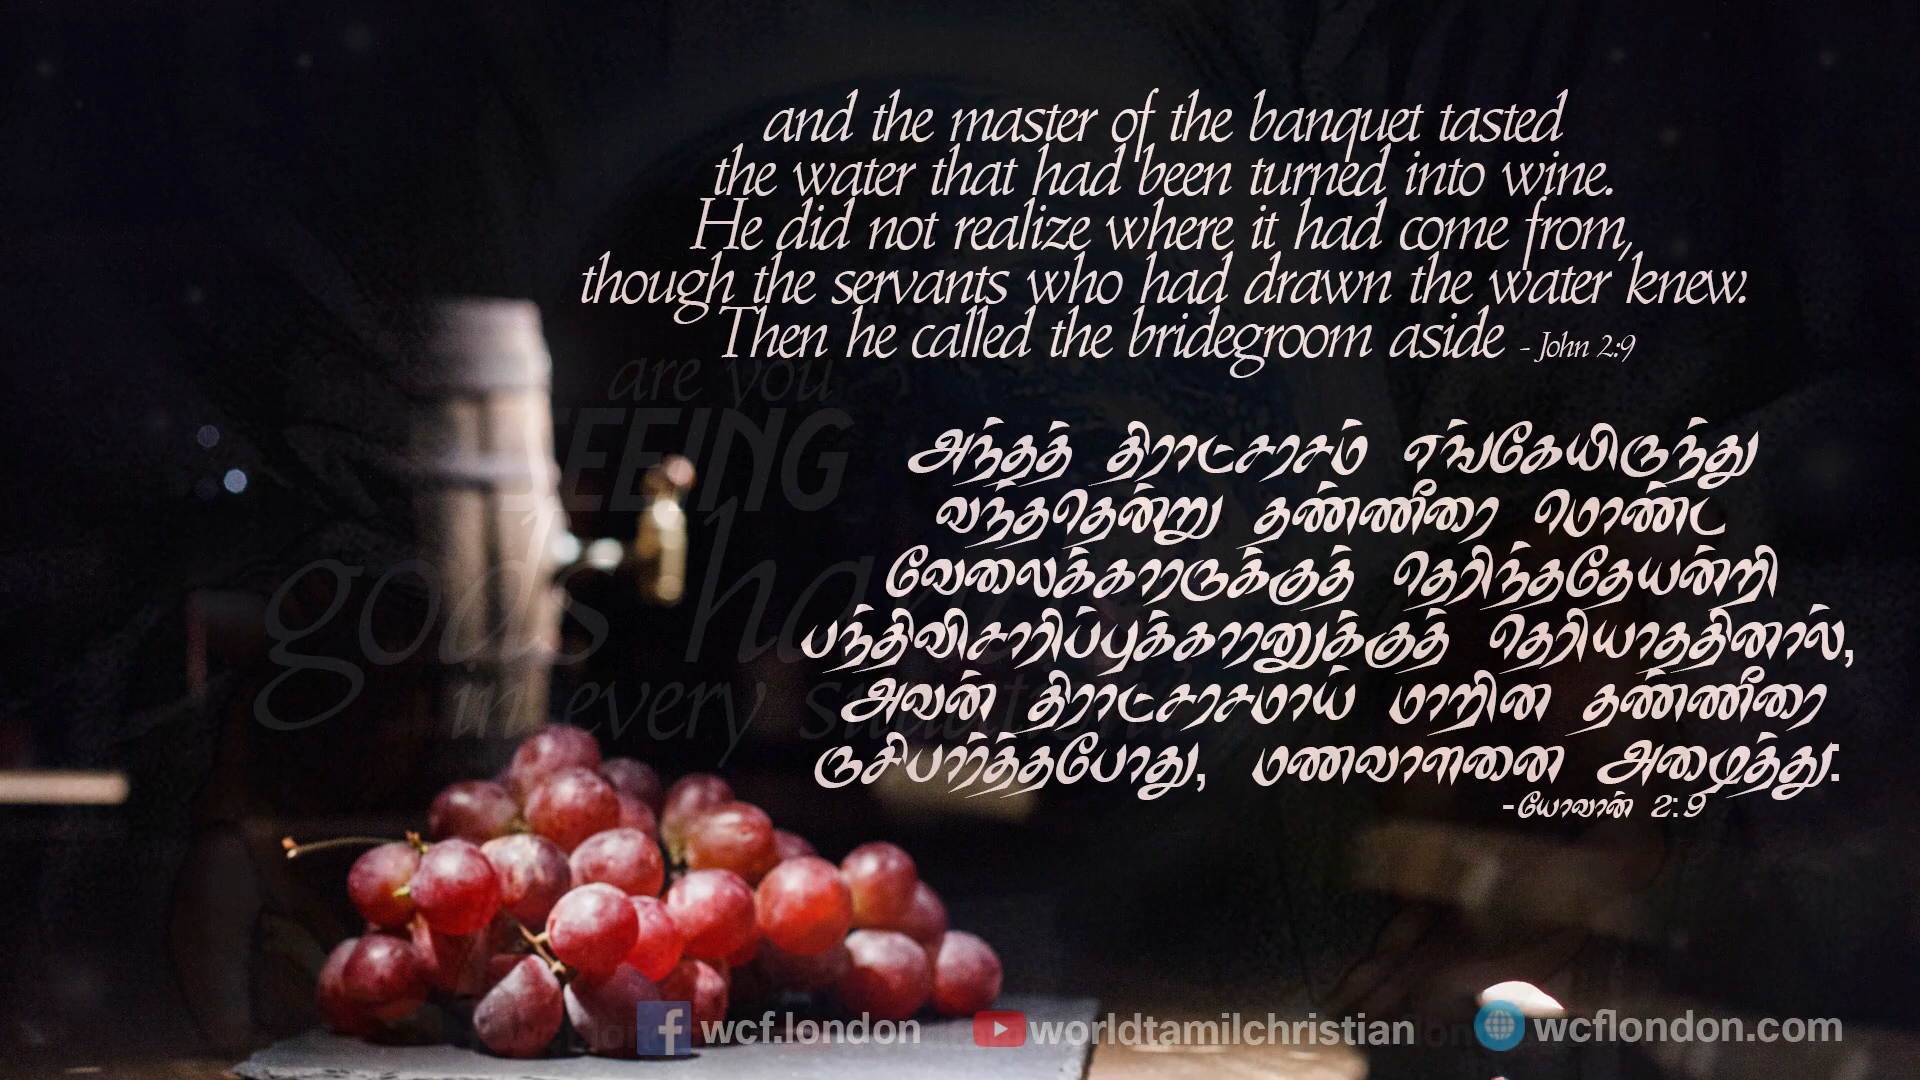 and the master of the banquet tasted
the water that had been turned into wine.
He did not realize where it had come from,
though the servants who had drawn the water knew.
Then he called the bridegroom aside - John 2:9
are you
SEEING
gods
in every
அந்தத் திராட்சரசம் எங்கேயிருந்து
வந்ததென்று தண்ணீரை மொண்ட
வேலைக்காரருக்குத் தெரிந்ததேயன்றி
பந்திவிசாரிப்புக்காரனுக்குத் தெரியாததினால்,
அவன் திராட்சரசமாய் மாறின தண்ணீரை
ருசிபார்த்தபோது, மணவாளனை அழைத்து:
-யோவான் 2:9
wcf.london
worldtamilchristian
wcflondon.com